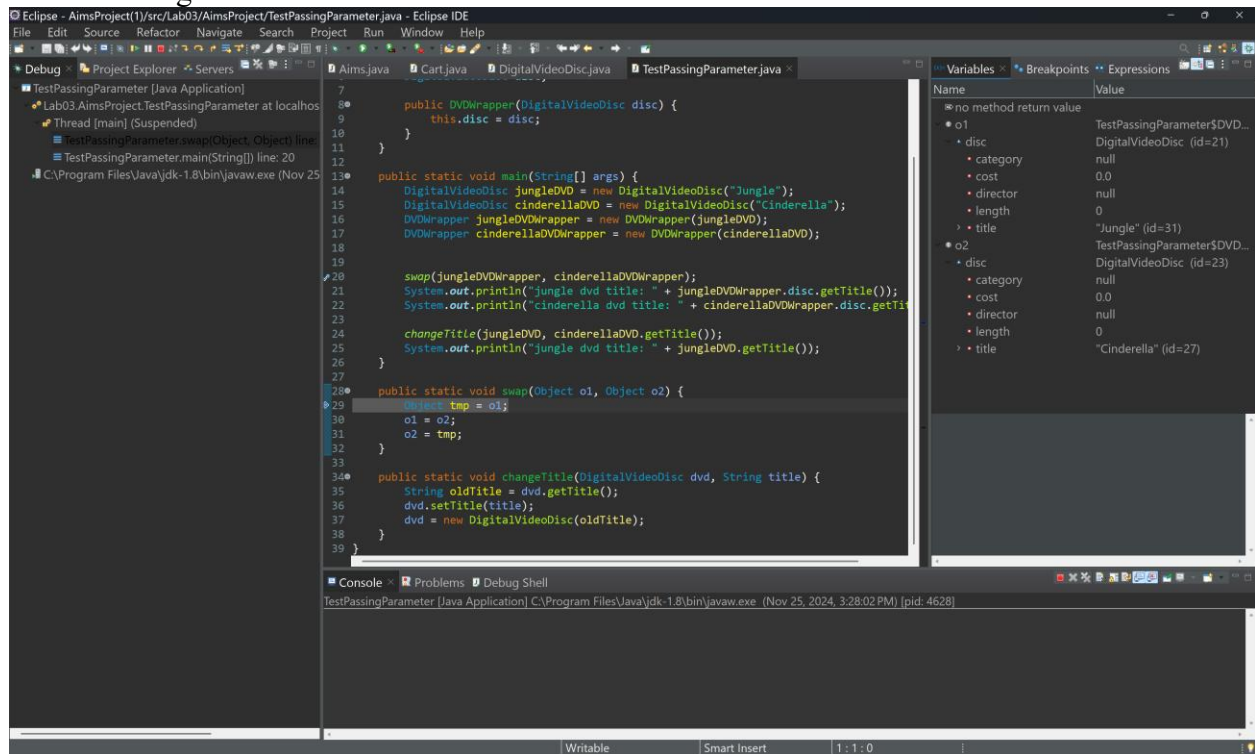 Eclipse - AimsProject(1)/src/Lab03/AimsProject/TestPassingParameter.java - Eclipse IDE
File Edit Source Refactor Navigate Search Project Run Window Help
Debug Project Explorer Servers
TestPassingParameter [Java Application]
Lab03.AimsProject.TestPassingParameter at localhos
Thread [main] (Suspended)
TestPassingParameter.swap(Object, Object) line:
TestPassingParameter.main(String[]) line: 20
C:\Program Files\Java\jdk-1.8\bin\javaw.exe (Nov 25
Aims.java Cart.java DigitalVideoDisc.java TestPassingParameter.java
7
8 public DVDWrapper(DigitalVideoDisc disc) {
9 this.disc = disc;
10 }
11 }
12
13 public static void main(String[] args) {
14 DigitalVideoDisc jungleDVD = new DigitalVideoDisc("Jungle");
15 DigitalVideoDisc cinderellaDVD = new DigitalVideoDisc("Cinderella");
16 DVDWrapper jungleDVDWrapper = new DVDWrapper(jungleDVD);
17 DVDWrapper cinderellaDVDWrapper = new DVDWrapper(cinderellaDVD);
18
19
20 swap(jungleDVDWrapper, cinderellaDVDWrapper);
21 System.out.println("jungle dvd title: " + jungleDVDWrapper.disc.getTitle());
22 System.out.println("cinderella dvd title: " + cinderellaDVDWrapper.disc.getTit
23
24 changeTitle(jungleDVD, cinderellaDVD.getTitle());
25 System.out.println("jungle dvd title: " + jungleDVD.getTitle());
26 }
27
28 public static void swap(Object o1, Object o2) {
29 Object tmp = o1;
30 o1 = o2;
31 o2 = tmp;
32 }
33
34 public static void changeTitle(DigitalVideoDisc dvd, String title) {
35 String oldTitle = dvd.getTitle();
36 dvd.setTitle(title);
37 dvd = new DigitalVideoDisc(oldTitle);
38 }
39 }
Variables Breakpoints Expressions
Name Value
no method return value
o1 TestPassingParameter$DVD...
disc DigitalVideoDisc (id=21)
category null
cost 0.0
director null
length 0
title "Jungle" (id=31)
o2 TestPassingParameter$DVD...
disc DigitalVideoDisc (id=23)
category null
cost 0.0
director null
length 0
title "Cinderella" (id=27)
Console Problems Debug Shell
TestPassingParameter [Java Application] C:\Program Files\Java\jdk-1.8\bin\javaw.exe (Nov 25, 2024, 3:28:02 PM) [pid: 4628]
Writable Smart Insert 1 : 1 : 0